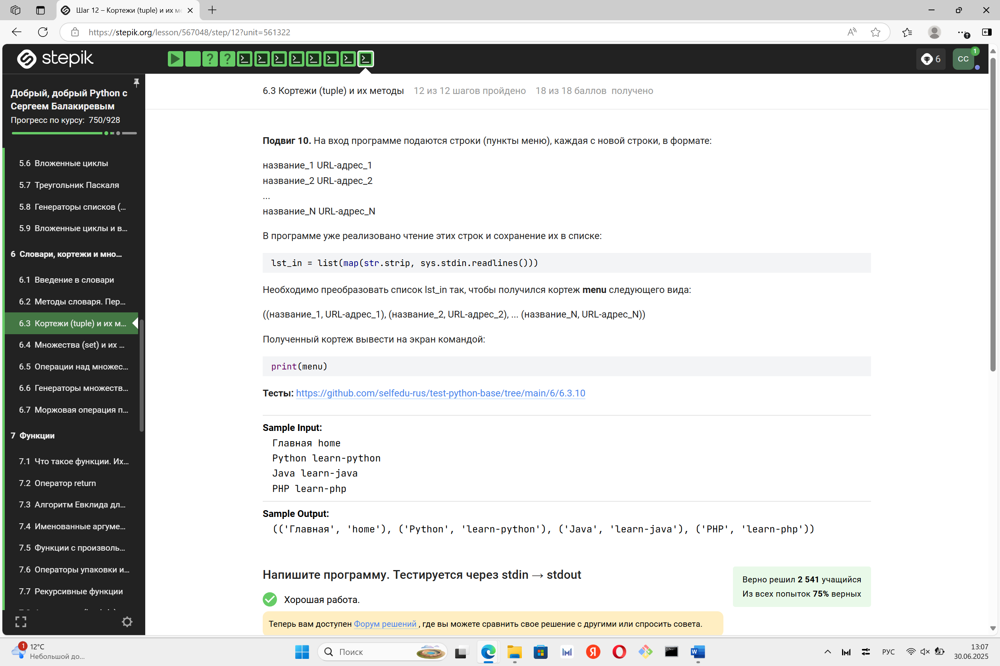 Шаг 12 – Кортежи (tuple) и их ме
https://stepik.org/lesson/567048/step/12?unit=561322
stepik
6
CC
1
Добрый, добрый Python с
Сергеем Балакиревым
Прогресс по курсу: 750/928
5.6 Вложенные циклы
5.7 Треугольник Паскаля
5.8 Генераторы списков (...
5.9 Вложенные циклы и в...
6 Словари, кортежи и мно...
6.1 Введение в словари
6.2 Методы словаря. Пер...
6.3 Кортежи (tuple) и их м...
6.4 Множества (set) и их ...
6.5 Операции над множес...
6.6 Генераторы множеств...
6.7 Моржовая операция п...
7 Функции
7.1 Что такое функции. Их...
7.2 Оператор return
7.3 Алгоритм Евклида дл...
7.4 Именованные аргуме...
7.5 Функции с произволь...
7.6 Операторы упаковки и...
7.7 Рекурсивные функции
6.3 Кортежи (tuple) и их методы 12 из 12 шагов пройдено 18 из 18 баллов получено
Подвиг 10. На вход программе подаются строки (пункты меню), каждая с новой строки, в формате:
название_1 URL-адрес_1
название_2 URL-адрес_2
...
название_N URL-адрес_N
В программе уже реализовано чтение этих строк и сохранение их в списке:
lst_in = list(map(str.strip, sys.stdin.readlines()))
Необходимо преобразовать список lst_in так, чтобы получился кортеж menu следующего вида:
((название_1, URL-адрес_1), (название_2, URL-адрес_2), ... (название_N, URL-адрес_N))
Полученный кортеж вывести на экран командой:
print(menu)
Тесты: https://github.com/selfedu-rus/test-python-base/tree/main/6/6.3.10
Sample Input:
Главная home
Python learn-python
Java learn-java
PHP learn-php
Sample Output:
(('Главная', 'home'), ('Python', 'learn-python'), ('Java', 'learn-java'), ('PHP', 'learn-php'))
Напишите программу. Тестируется через stdin → stdout
Верно решил 2 541 учащийся
Из всех попыток 75% верных
Хорошая работа.
Теперь вам доступен Форум решений , где вы можете сравнить свое решение с другими или спросить совета.
1
12°C
Небольшой до...
Поиск
РУС
13:07
30.06.2025